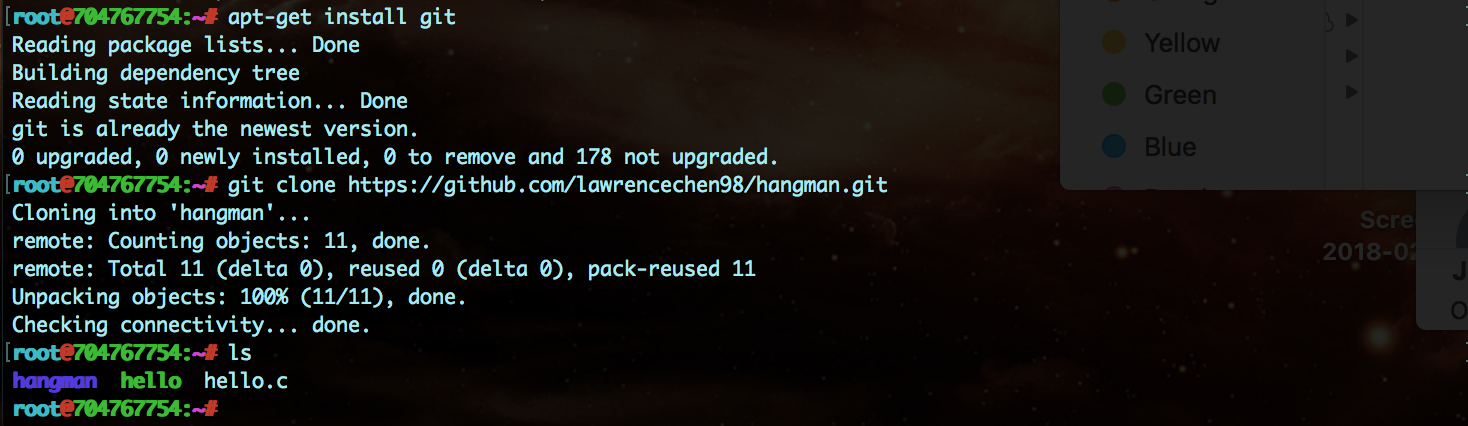 [root@704767754:~# apt-get install git
Reading package lists... Done
Building dependency tree
Reading state information... Done
git is already the newest version.
0 upgraded, 0 newly installed, 0 to remove and 178 not upgraded.
[root@704767754:~# git clone https://github.com/lawrencechen98/hangman.git
Cloning into 'hangman'...
remote: Counting objects: 11, done.
remote: Total 11 (delta 0), reused 0 (delta 0), pack-reused 11
Unpacking objects: 100% (11/11), done.
Checking connectivity... done.
[root@704767754:~# ls
hangman hello hello.c
root@704767754:~#
Yellow
Green
Blue
Scre
2018-02
J
O